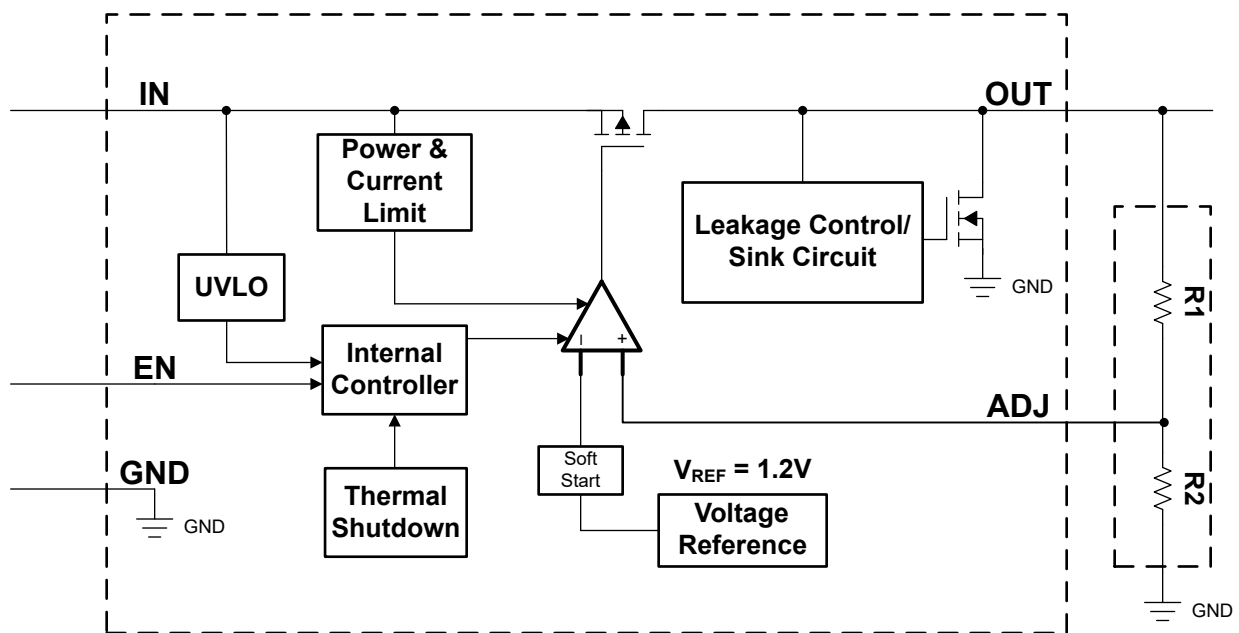 IN
OUT
Power &
Current
Limit
Leakage Control/
Sink Circuit
GND
R1
UVLO
Internal
Controller
EN
- +
ADJ
GND
GND
Thermal
Shutdown
Soft
Start
VREF = 1.2V
Voltage
Reference
R2
GND